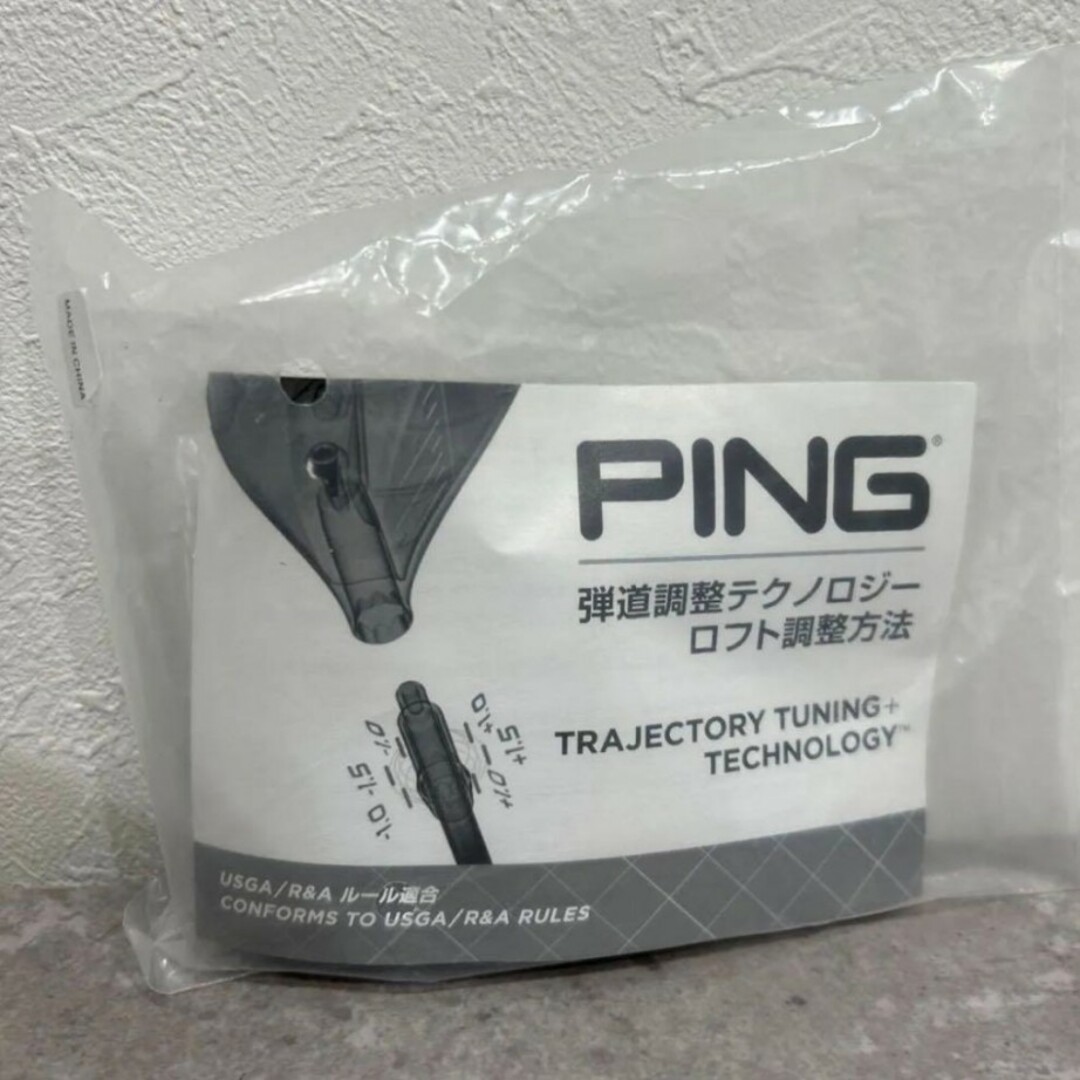 MADE IN CHINA
PING®
弾道調整テクノロジー
ロフト調整方法
TRAJECTORY TUNING+
TECHNOLOGY™
+1.5
+1.0
+/0
-/0
-1.5
-1.0
USGA/R&A ルール適合
CONFORMS TO USGA/R&A RULES